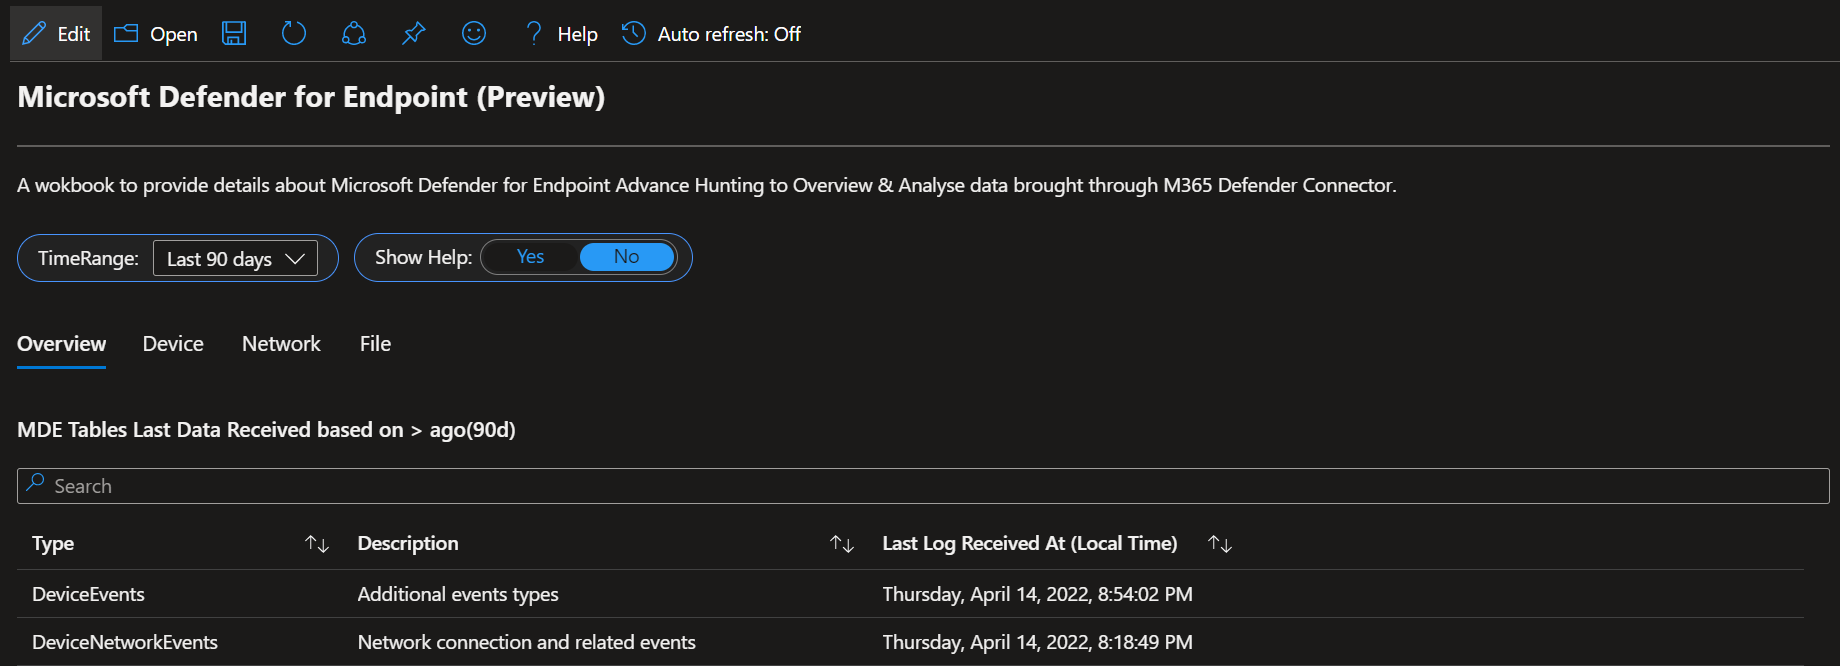 Edit Open Help Auto refresh: Off
Microsoft Defender for Endpoint (Preview)
A wokbook to provide details about Microsoft Defender for Endpoint Advance Hunting to Overview & Analyse data brought through M365 Defender Connector.
TimeRange: Last 90 days Show Help: Yes No
Overview Device Network File
MDE Tables Last Data Received based on > ago(90d)
Search
Type Description Last Log Received At (Local Time)
DeviceEvents Additional events types Thursday, April 14, 2022, 8:54:02 PM
DeviceNetworkEvents Network connection and related events Thursday, April 14, 2022, 8:18:49 PM